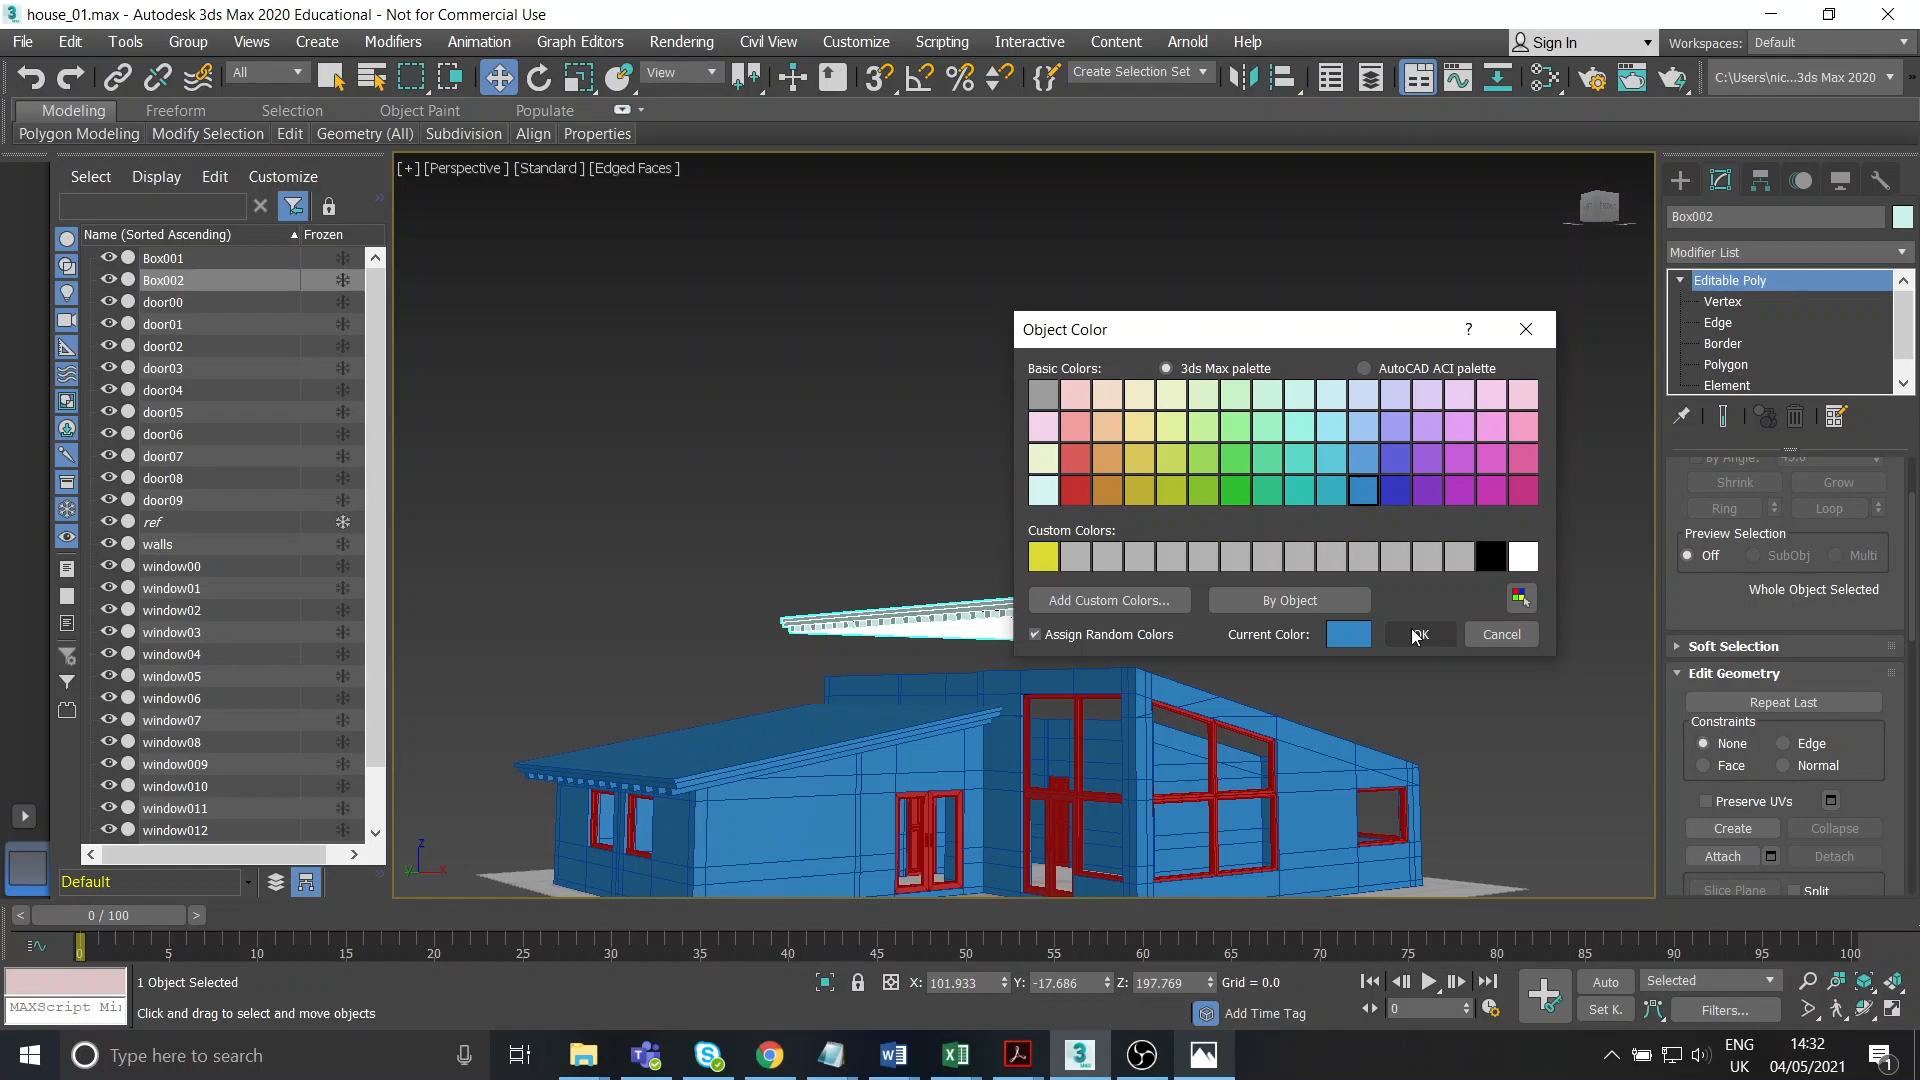 house_01.max - Autodesk 3ds Max 2020 Educational - Not for Commercial Use
File Edit Tools Group Views Create Modifiers Animation Graph Editors Rendering Civil View Customize Scripting Interactive Content Arnold Help
Sign In
Workspaces: Default
All
View
Create Selection Set
C:\Users\nic...3ds Max 2020
Modeling Freeform Selection Object Paint Populate
Polygon Modeling Modify Selection Edit Geometry (All) Subdivision Align Properties
Select Display Edit Customize
Name (Sorted Ascending) Frozen
Box001
Box002
door00
door01
door02
door03
door04
door05
door06
door07
door08
door09
ref
walls
window00
window01
window02
window03
window04
window05
window06
window07
window08
window009
window010
window011
window012
Default
[+] [Perspective ] [Standard ] [Edged Faces ]
z
x
y
Object Color
?
Basic Colors: 3ds Max palette AutoCAD ACI palette
Custom Colors:
Add Custom Colors... By Object
Assign Random Colors Current Color: OK Cancel
Box002
Modifier List
Editable Poly
Vertex
Edge
Border
Polygon
Element
By Angle: 45.0
Shrink Grow
Ring Loop
Preview Selection
Off SubObj Multi
Whole Object Selected
Soft Selection
Edit Geometry
Repeat Last
Constraints
None Edge
Face Normal
Preserve UVs
Create Collapse
Attach Detach
Slice Plane Split
< 0 / 100 >
0 5 10 15 20 25 30 35 40 45 50 55 60 65 70 75 80 85 90 95 100
1 Object Selected
X: 101.933 Y: -17.686 Z: 197.769 Grid = 0.0
Auto Selected
MAXScript Mi
Click and drag to select and move objects
Add Time Tag
0
Set K. Filters...
Type here to search
ENG
UK
14:32
04/05/2021
1